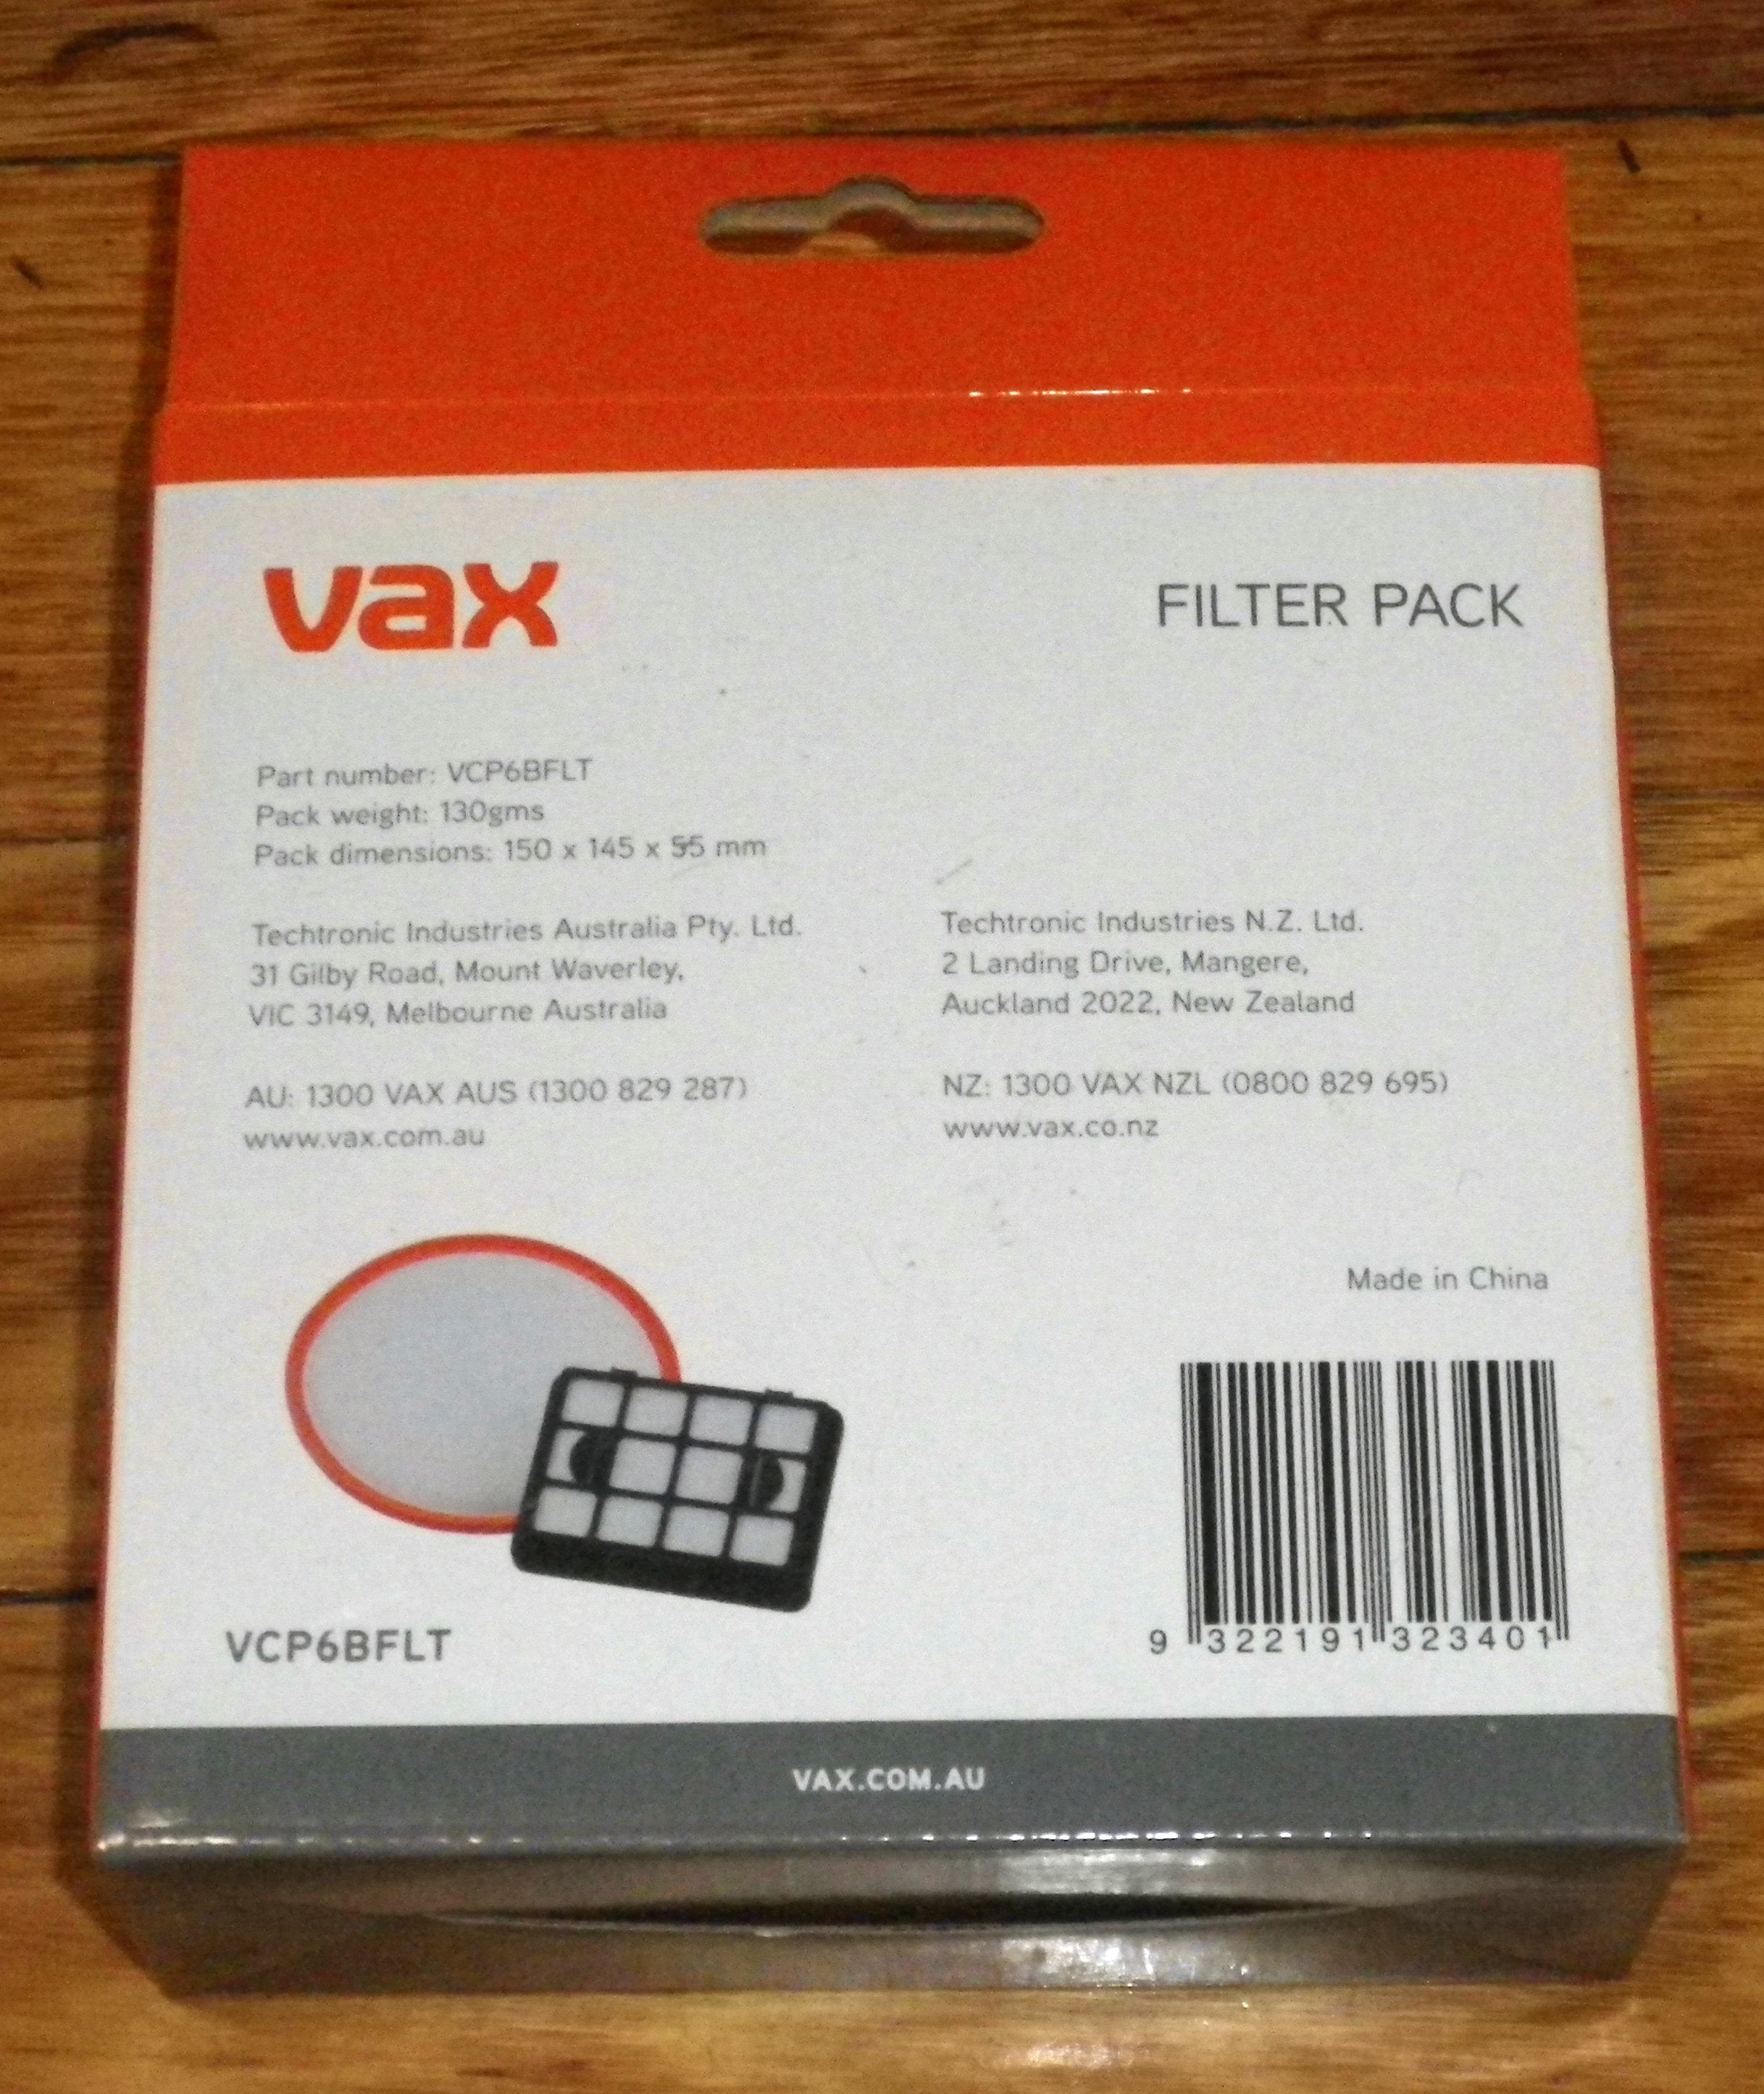 vax
FILTER PACK
Part number: VCP6BFLT
Pack weight: 130gms
Pack dimensions: 150 x 145 x 55 mm
Techtronic Industries Australia Pty. Ltd.
31 Gilby Road, Mount Waverley,
VIC 3149, Melbourne Australia
AU: 1300 VAX AUS (1300 829 287)
www.vax.com.au
Techtronic Industries N.Z. Ltd.
2 Landing Drive, Mangere,
Auckland 2022, New Zealand
NZ: 1300 VAX NZL (0800 829 695)
www.vax.co.nz
Made in China
VCP6BFLT
9 322191 323401
VAX.COM.AU